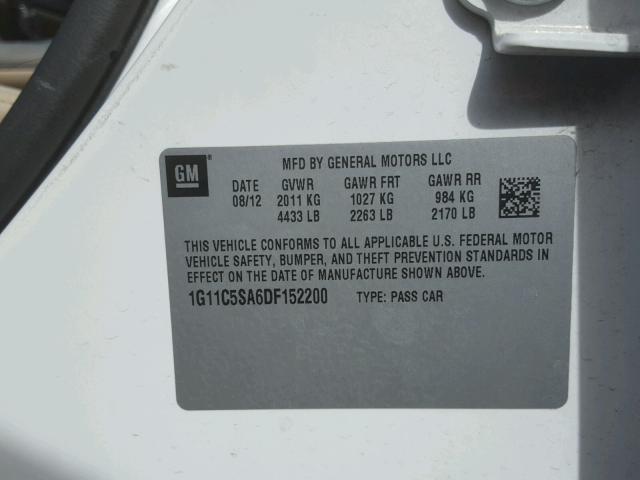 GM
MFD BY GENERAL MOTORS LLC
DATE GVWR GAWR FRT GAWR RR
08/12 2011 KG 1027 KG 984 KG
4433 LB 2263 LB 2170 LB
THIS VEHICLE CONFORMS TO ALL APPLICABLE U.S. FEDERAL MOTOR
VEHICLE SAFETY, BUMPER, AND THEFT PREVENTION STANDARDS IN
EFFECT ON THE DATE OF MANUFACTURE SHOWN ABOVE.
1G11C5SA6DF152200 TYPE: PASS CAR